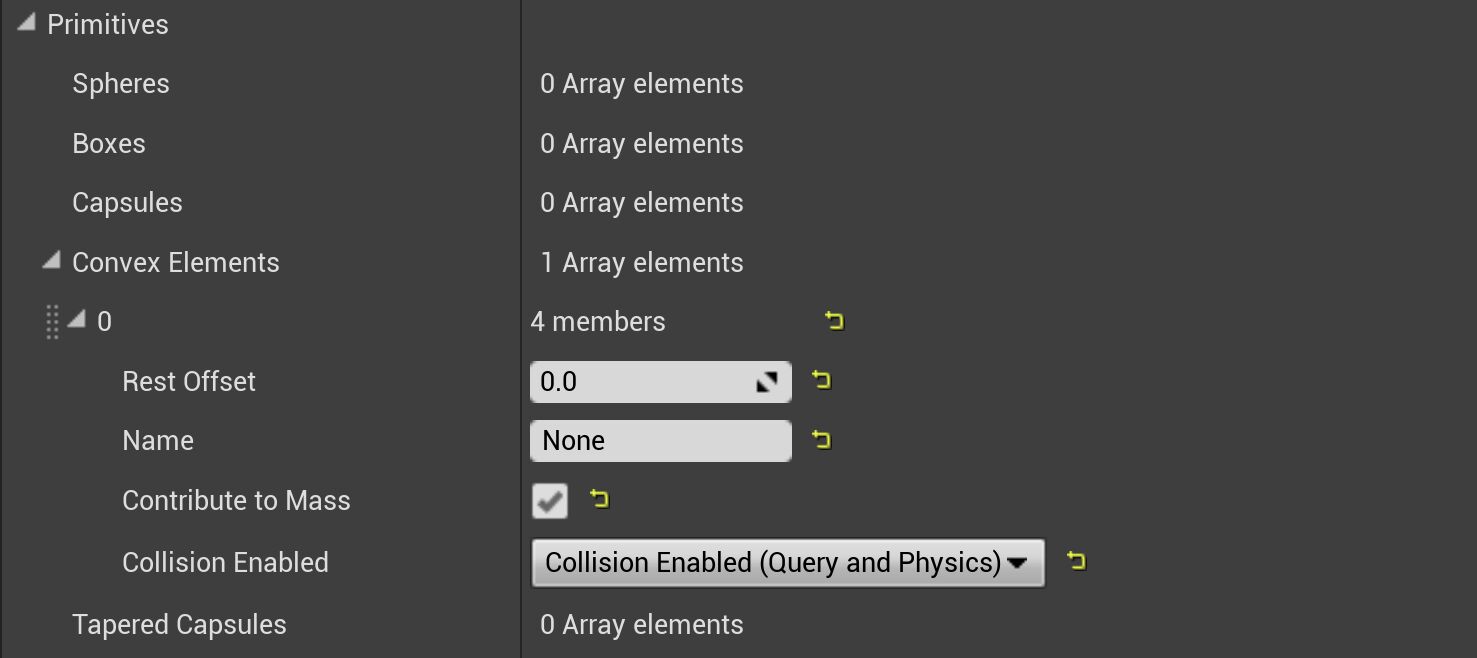 Primitives
Spheres 0 Array elements
Boxes 0 Array elements
Capsules 0 Array elements
Convex Elements 1 Array elements
0 4 members
Rest Offset 0.0
Name None
Contribute to Mass
Collision Enabled Collision Enabled (Query and Physics)
Tapered Capsules 0 Array elements